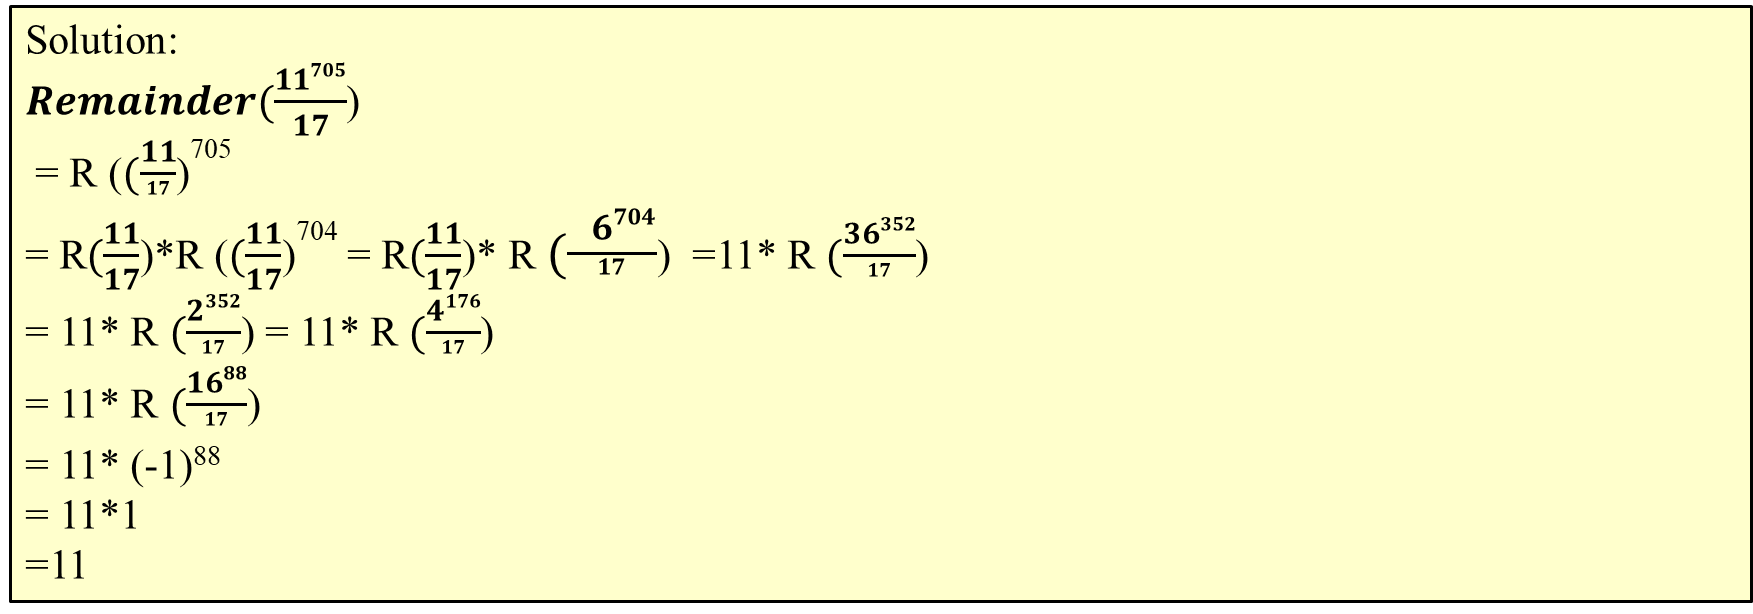 Solution:
Remainder(11^705/17)
= R ((11/17)^705
= R(11/17)*R ((11/17)^704 = R(11/17)* R (6^704/17) =11* R (36^352/17)
= 11* R (2^352/17) = 11* R (4^176/17)
= 11* R (16^88/17)
= 11* (-1)^88
= 11*1
=11